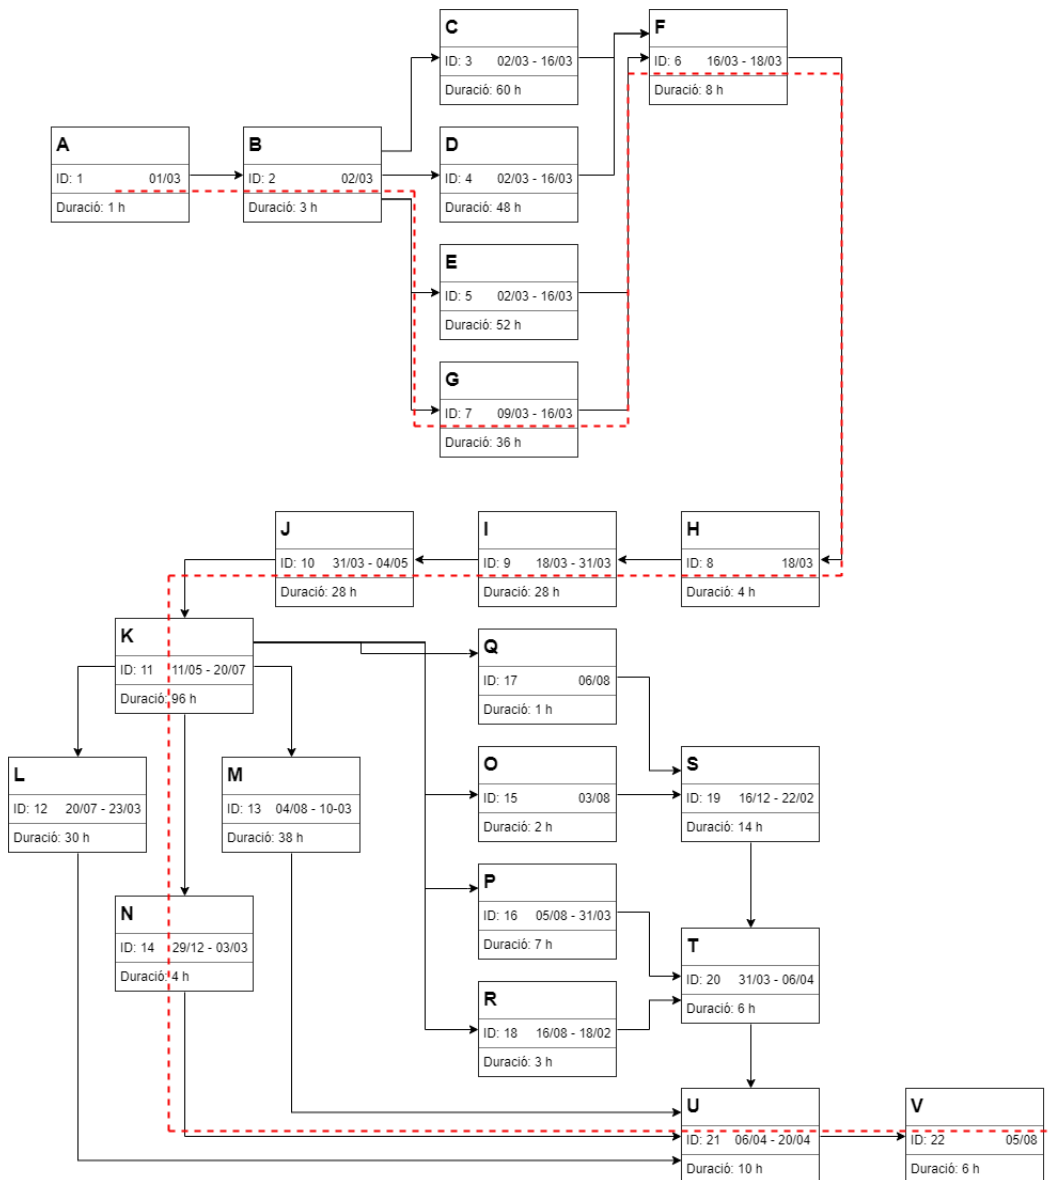 C
ID: 3 02/03 - 16/03
Duració: 60 h
F
ID: 6 16/03 - 18/03
Duració: 8 h
A
ID: 1 01/03
Duració: 1 h
B
ID: 2 02/03
Duració: 3 h
D
ID: 4 02/03 - 16/03
Duració: 48 h
E
ID: 5 02/03 - 16/03
Duració: 52 h
G
ID: 7 09/03 - 16/03
Duració: 36 h
J
ID: 10 31/03 - 04/05
Duració: 28 h
I
ID: 9 18/03 - 31/03
Duració: 28 h
H
ID: 8 18/03
Duració: 4 h
K
ID: 11 11/05 - 20/07
Duració: 96 h
Q
ID: 17 06/08
Duració: 1 h
L
ID: 12 20/07 - 23/03
Duració: 30 h
M
ID: 13 04/08 - 10-03
Duració: 38 h
O
ID: 15 03/08
Duració: 2 h
S
ID: 19 16/12 - 22/02
Duració: 14 h
N
ID: 14 29/12 - 03/03
Duració: 4 h
P
ID: 16 05/08 - 31/03
Duració: 7 h
T
ID: 20 31/03 - 06/04
Duració: 6 h
R
ID: 18 16/08 - 18/02
Duració: 3 h
U
ID: 21 06/04 - 20/04
Duració: 10 h
V
ID: 22 05/08
Duració: 6 h